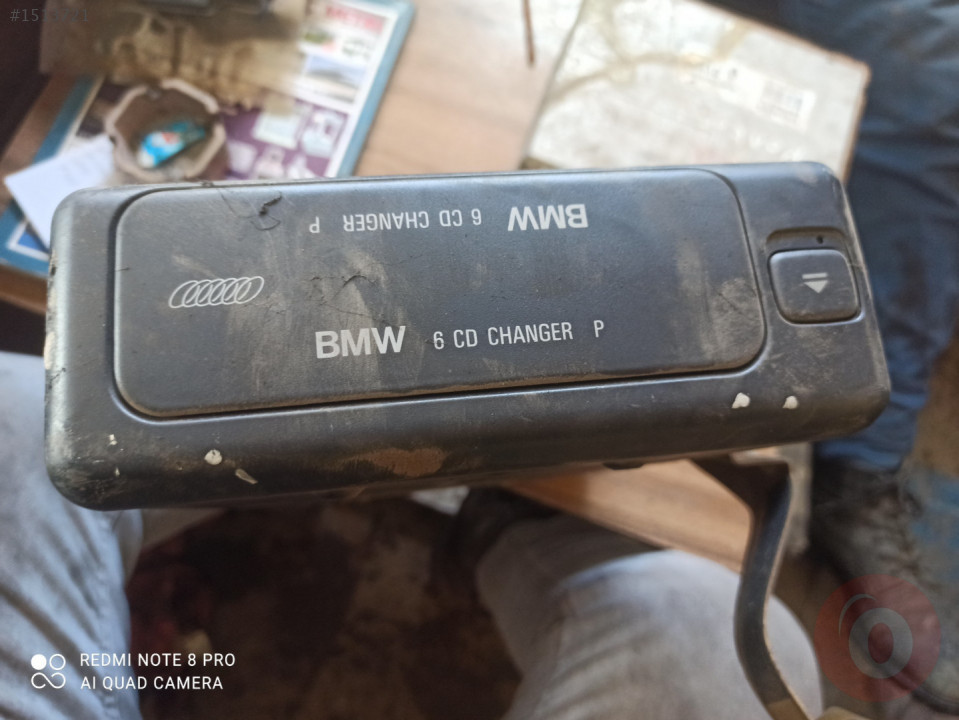 BMW 6 CD CHANGER P
BMW 6 CD CHANGER P
REDMI NOTE 8 PRO
AI QUAD CAMERA